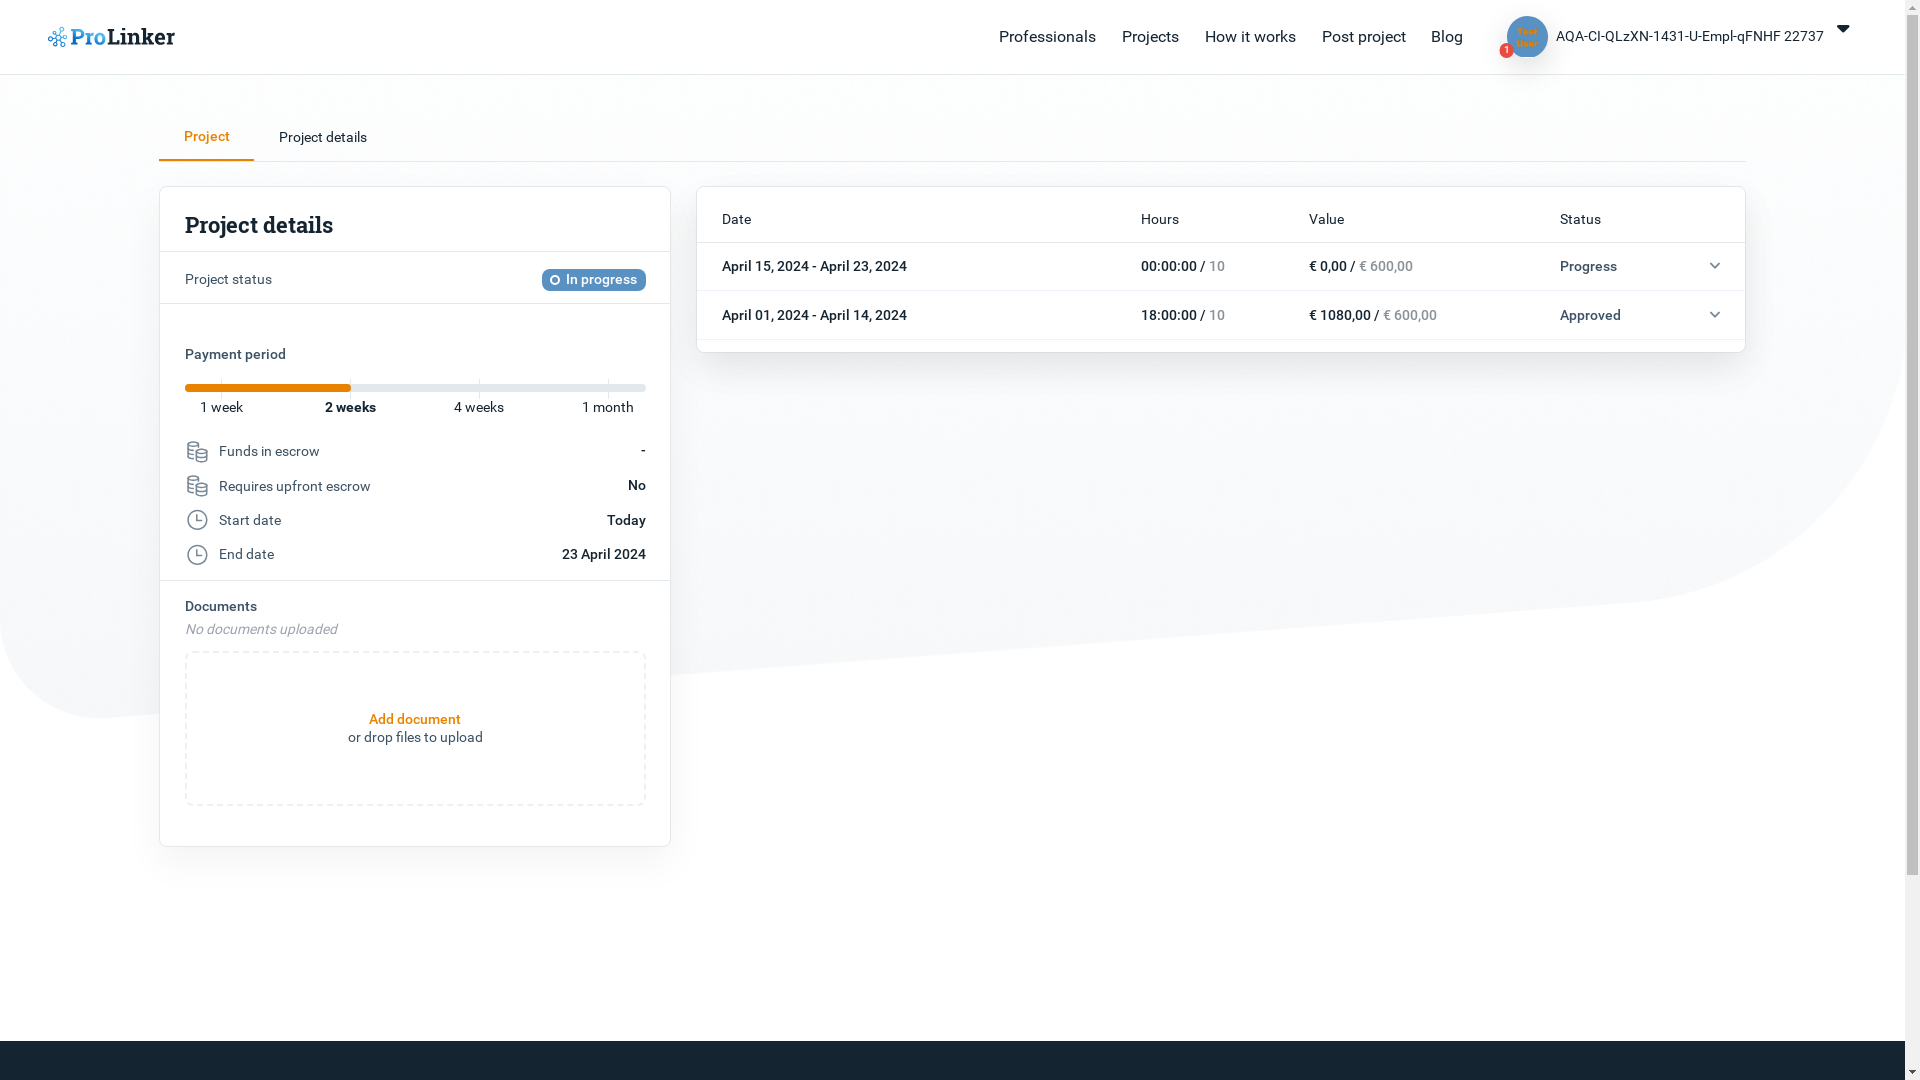 ProLinker
Professionals
Projects
How it works
Post project
Blog
1
AQA-CI-QLzXN-1431-U-Empl-qFNHF 22737
Project
Project details
Project details
Project status
In progress
Payment period
1 week
2 weeks
4 weeks
1 month
Funds in escrow
-
Requires upfront escrow
No
Start date
Today
End date
23 April 2024
Documents
No documents uploaded
Add document
or drop files to upload
Date Hours Value Status
April 15, 2024 - April 23, 2024 00:00:00 / 10 € 0,00 / € 600,00 Progress
April 01, 2024 - April 14, 2024 18:00:00 / 10 € 1080,00 / € 600,00 Approved